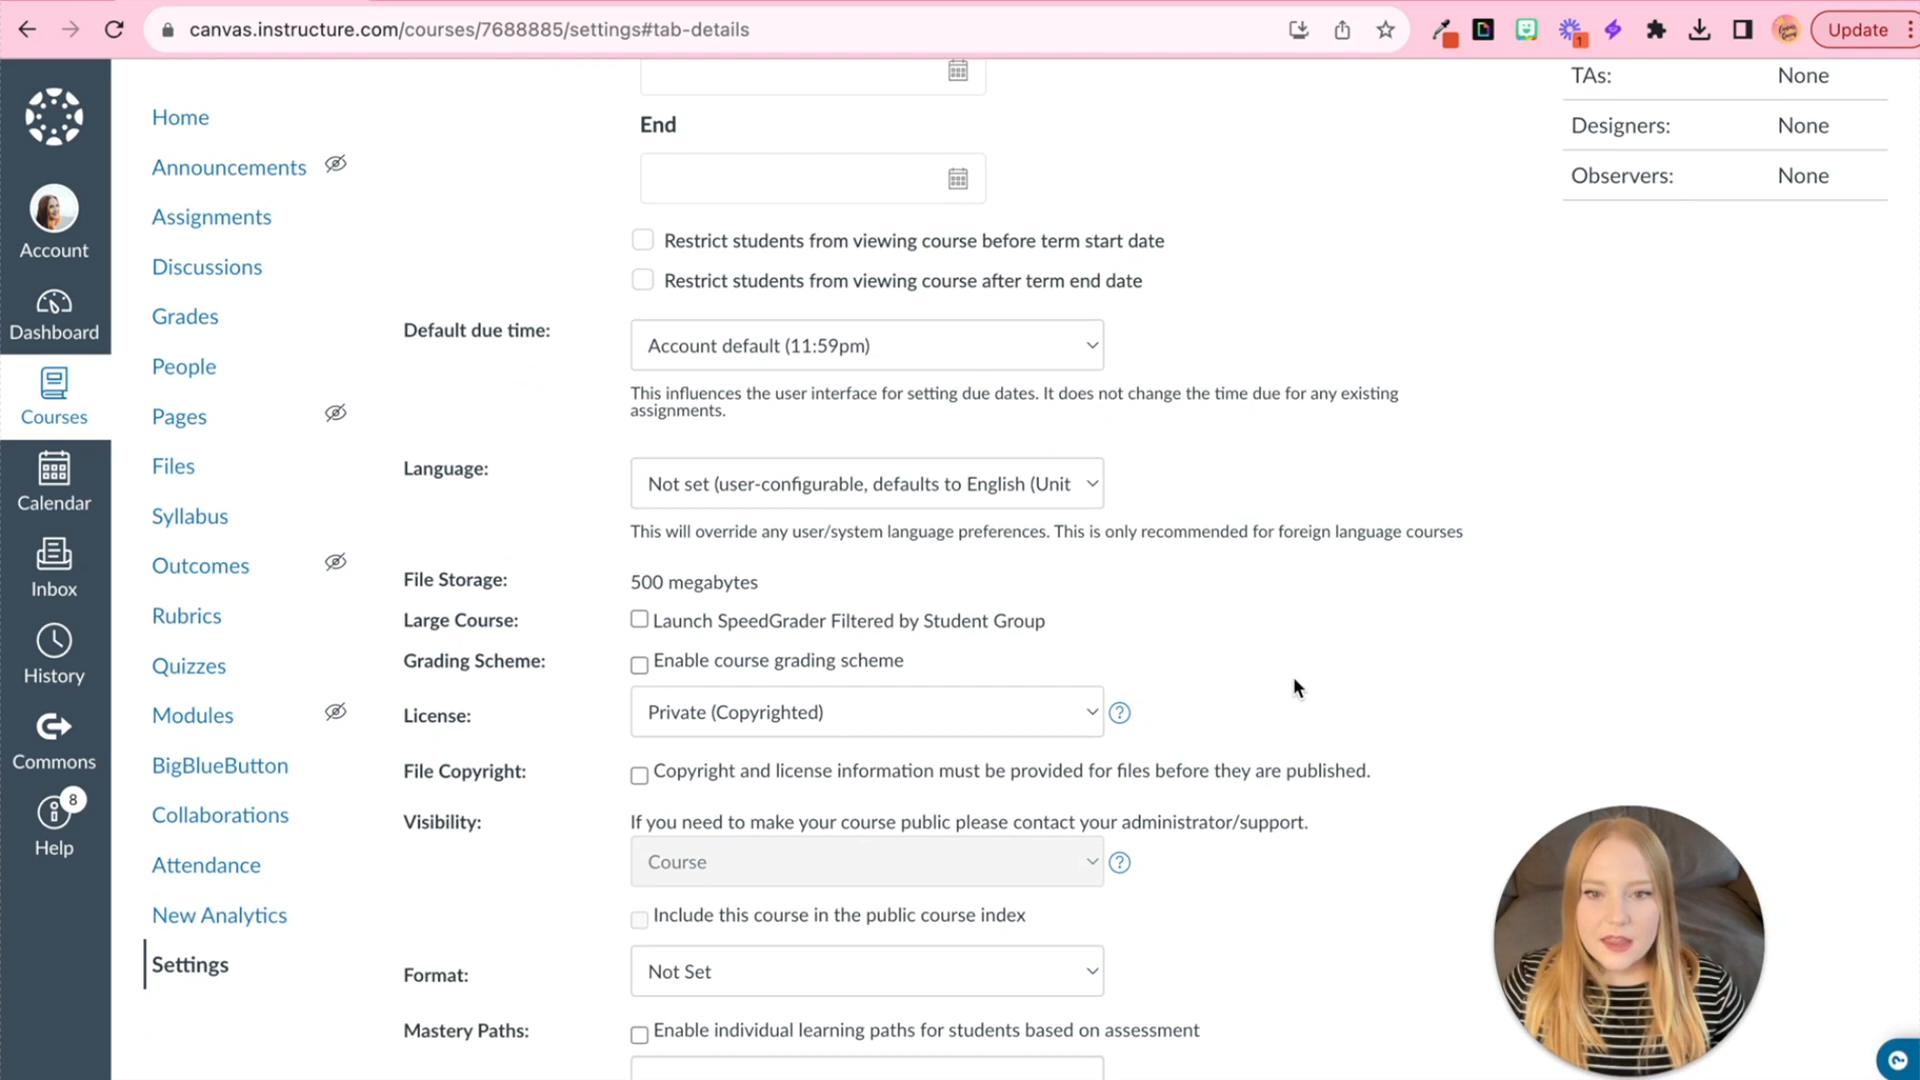 canvas.instructure.com/courses/7688885/settings#tab-details
1
Update
Account
Dashboard
Courses
Calendar
Inbox
History
Commons
8
Help
Home
Announcements
Assignments
Discussions
Grades
People
Pages
Files
Syllabus
Outcomes
Rubrics
Quizzes
Modules
BigBlueButton
Collaborations
Attendance
New Analytics
Settings
End
Restrict students from viewing course before term start date
Restrict students from viewing course after term end date
Default due time:
Account default (11:59pm)
This influences the user interface for setting due dates. It does not change the time due for any existing
assignments.
Language:
Not set (user-configurable, defaults to English (Unit
This will override any user/system language preferences. This is only recommended for foreign language courses
File Storage:
500 megabytes
Large Course:
Launch SpeedGrader Filtered by Student Group
Grading Scheme:
Enable course grading scheme
License:
Private (Copyrighted)
?
File Copyright:
Copyright and license information must be provided for files before they are published.
Visibility:
If you need to make your course public please contact your administrator/support.
Course
?
Include this course in the public course index
Format:
Not Set
Mastery Paths:
Enable individual learning paths for students based on assessment
TAs: None
Designers: None
Observers: None